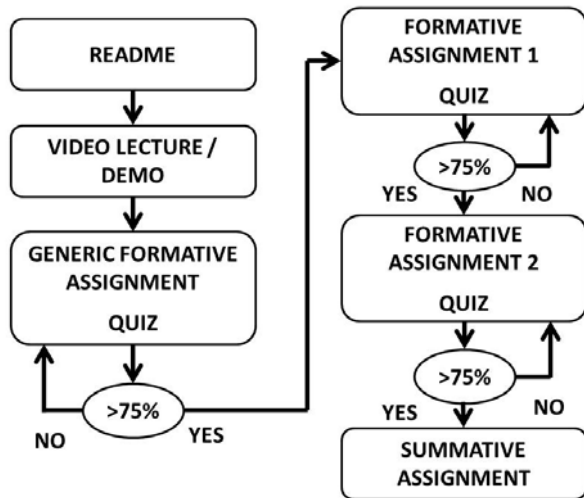 README
VIDEO LECTURE /
DEMO
GENERIC FORMATIVE
ASSIGNMENT
QUIZ
>75%
NO
YES
FORMATIVE
ASSIGNMENT 1
QUIZ
>75%
YES
NO
FORMATIVE
ASSIGNMENT 2
QUIZ
>75%
YES
NO
SUMMATIVE
ASSIGNMENT